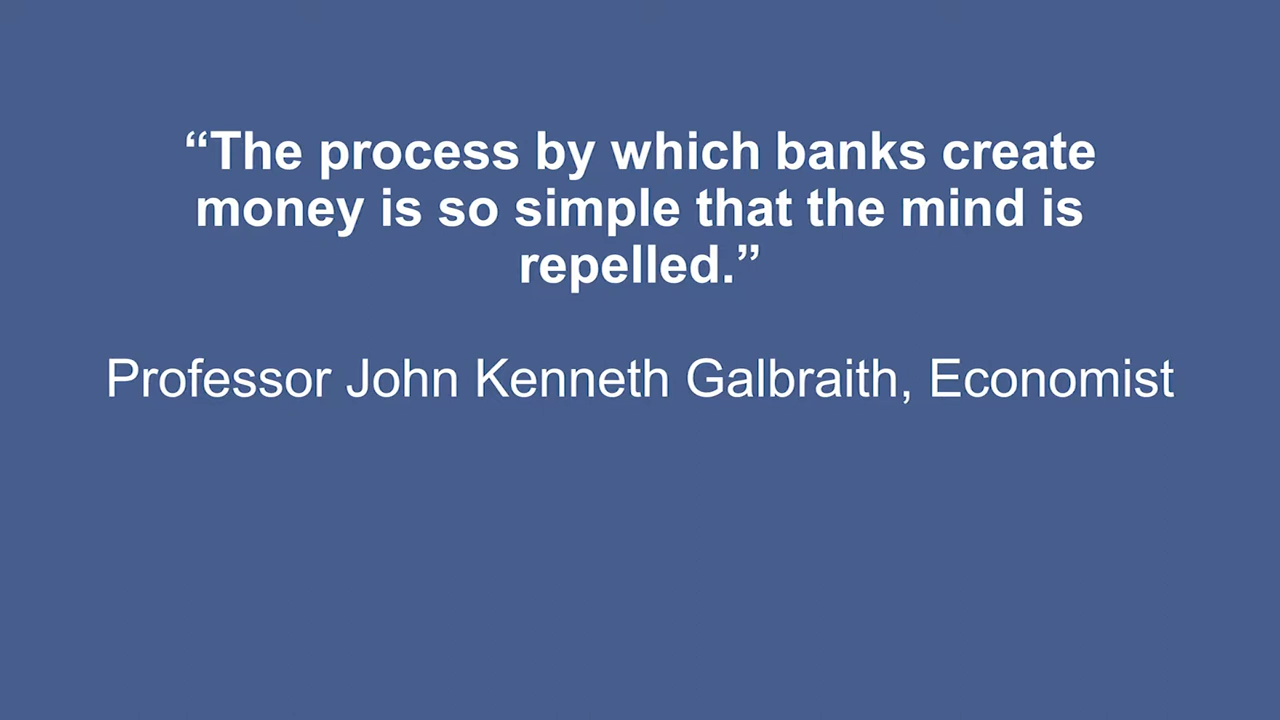 “The process by which banks create
money is so simple that the mind is
repelled.”
Professor John Kenneth Galbraith, Economist